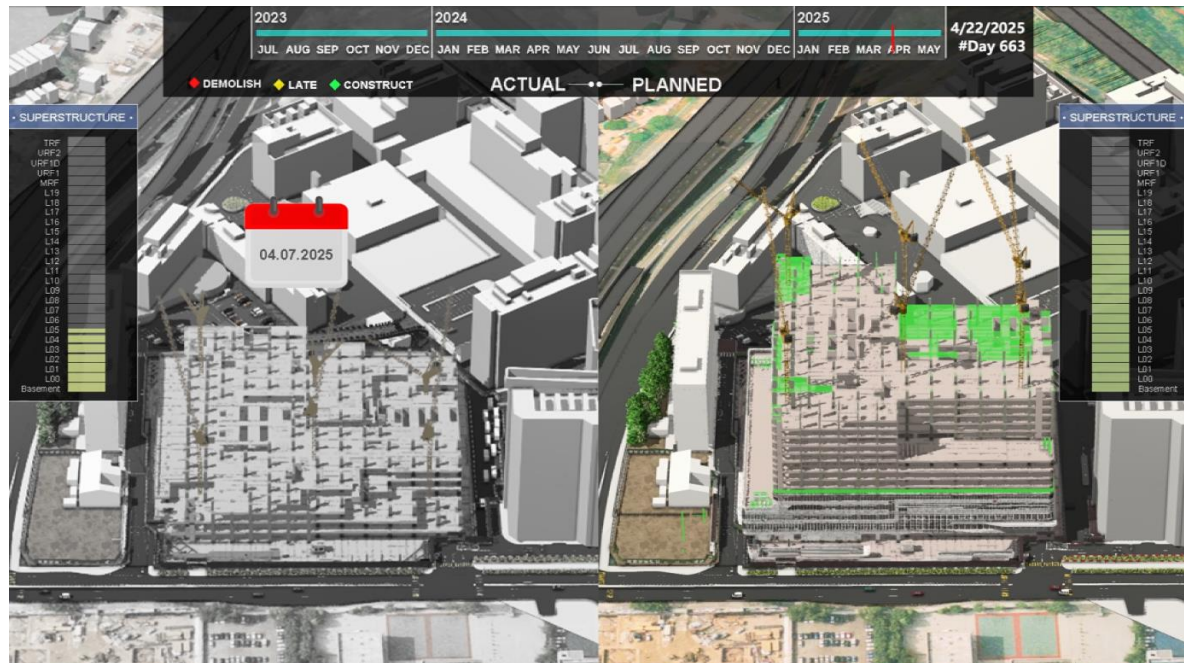 2023
2024
2025
JUL AUG SEP OCT NOV DEC JAN FEB MAR APR MAY JUN JUL AUG SEP OCT NOV DEC JAN FEB MAR APR MAY
4/22/2025
#Day 663
DEMOLISH LATE CONSTRUCT
ACTUAL PLANNED
· SUPERSTRUCTURE ·
TRF
URF2
URF1D
URF1
MRF
L19
L18
L17
L16
L15
L14
L13
L12
L11
L10
L09
L08
L07
L06
L05
L04
L03
L02
L01
L00
Basement
04.07.2025
· SUPERSTRUCTURE ·
TRF
URF2
URF1D
URF1
MRF
L19
L18
L17
L16
L15
L14
L13
L12
L11
L10
L09
L08
L07
L06
L05
L04
L03
L02
L01
L00
Basement